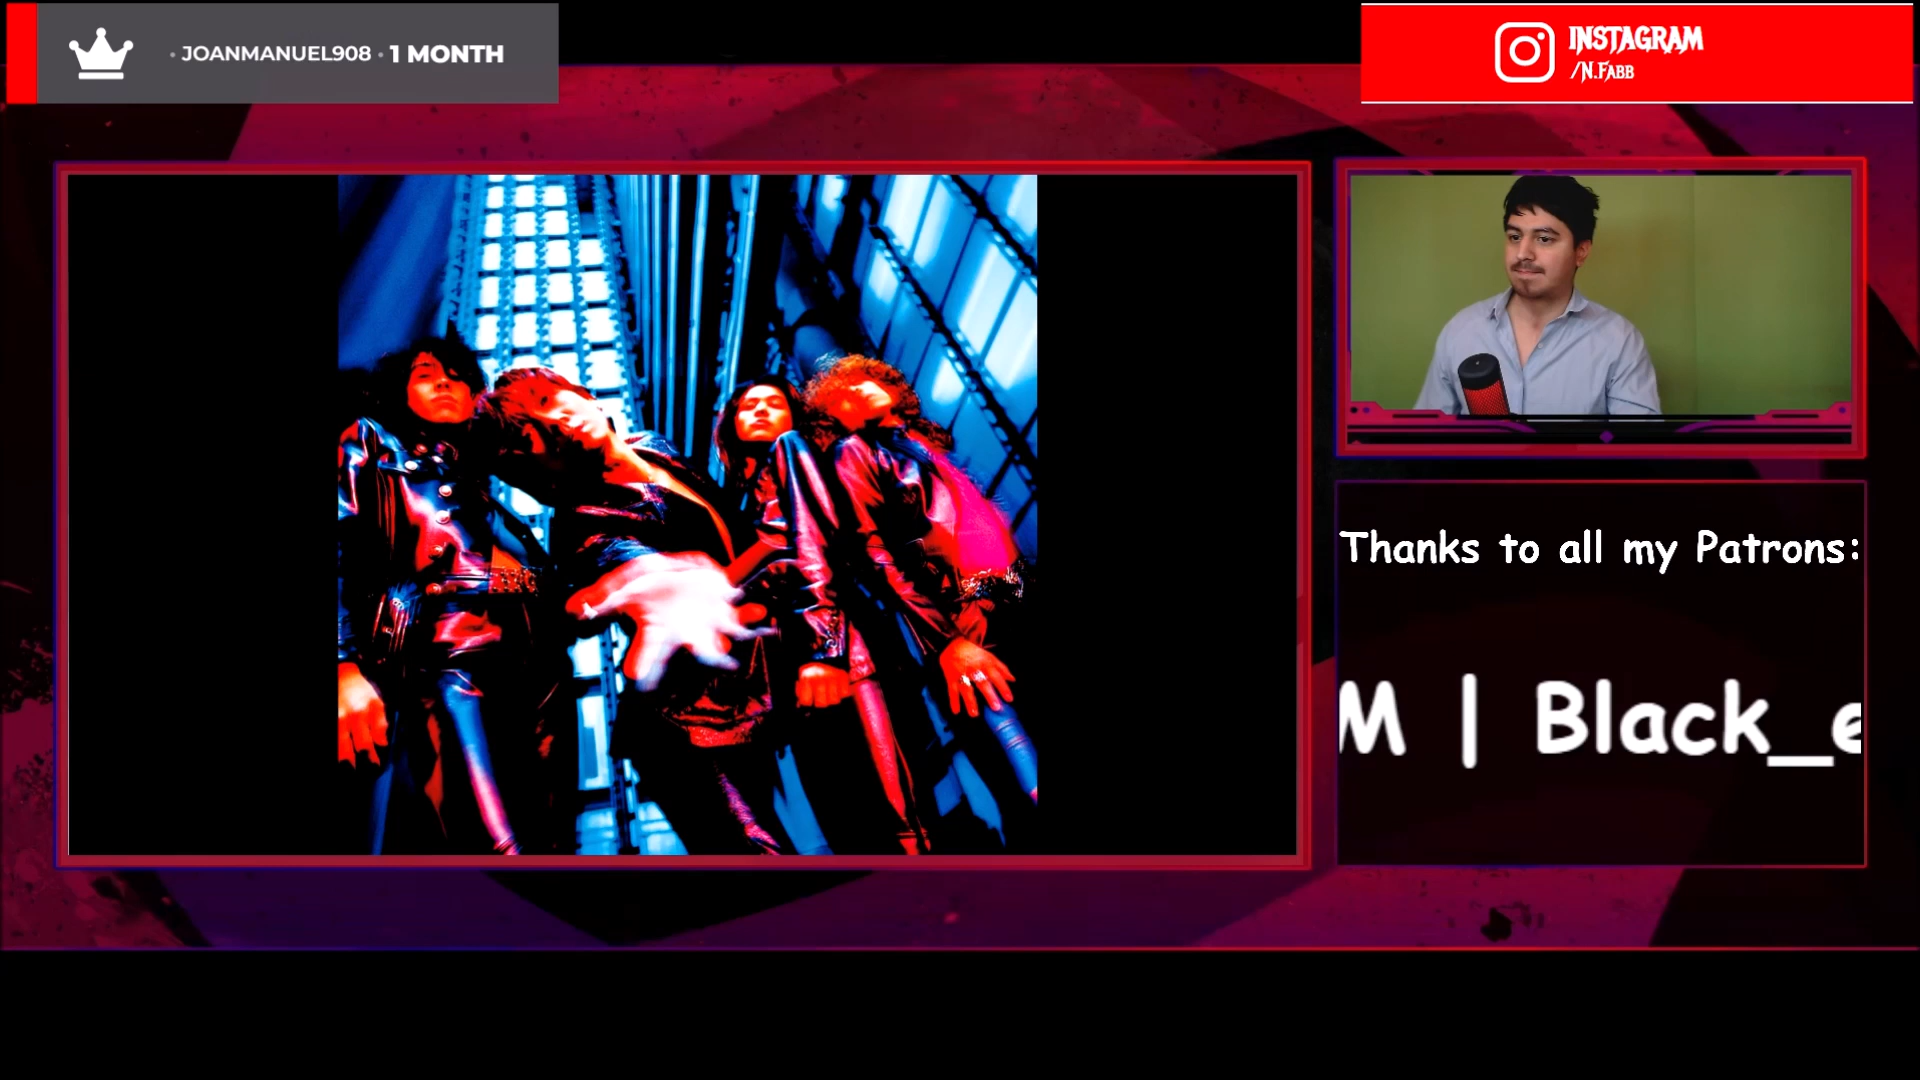 • JOANMANUEL908 • 1 MONTH
INSTAGRAM
/N.FABB
Thanks to all my Patrons:
M | Black_e